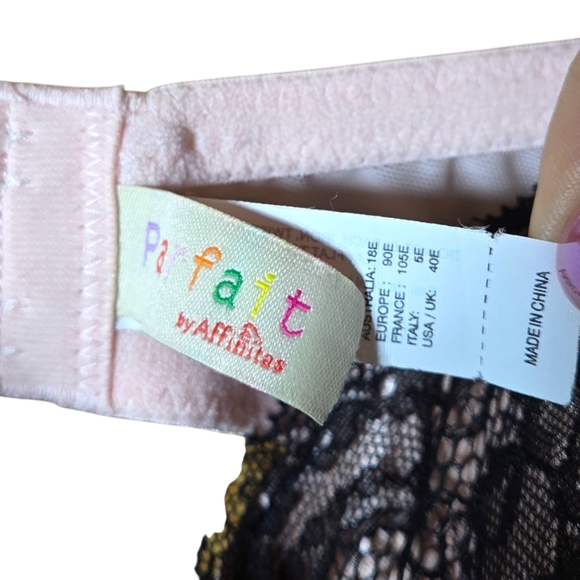 Parfait
by Affinitas
AUSTRALIA: 18E
EUROPE : 90E
FRANCE : 105E
ITALY: 5E
USA / UK: 40E
MADE IN CHINA